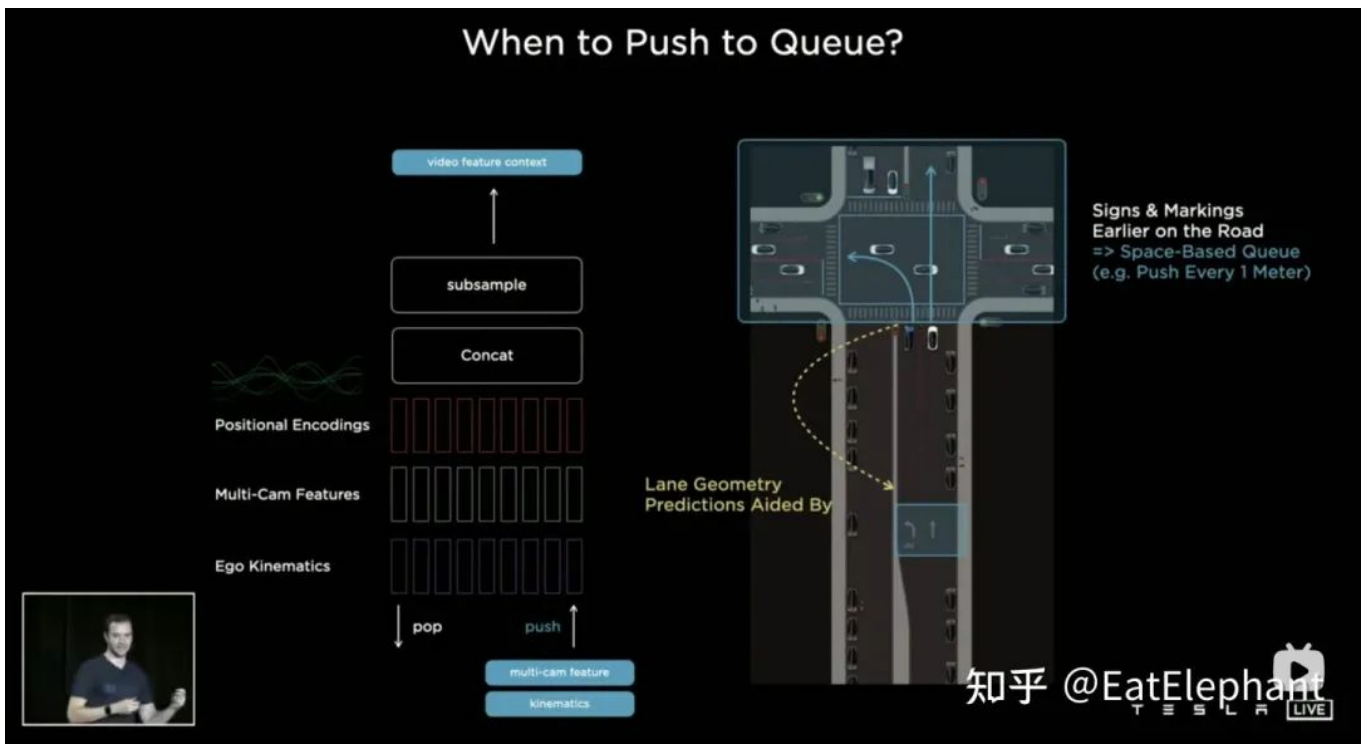 When to Push to Queue?
video feature context
subsample
Concat
Positional Encodings
Multi-Cam Features
Ego Kinematics
pop
push
multi-cam feature
kinematics
Signs & Markings
Earlier on the Road
=> Space-Based Queue
(e.g. Push Every 1 Meter)
Lane Geometry
Predictions Aided By
知乎 @EatElephant
TESLA LIVE